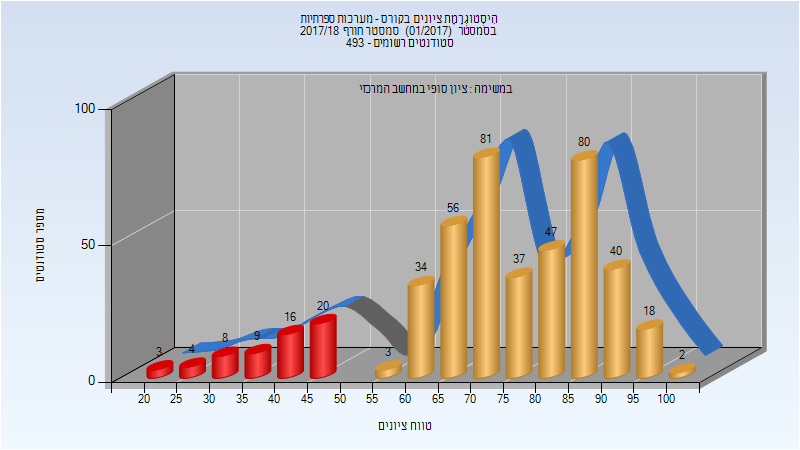 היסטוגרמת ציונים בקורס - מערכות ספרתיות
בסמסטר (01/2017) סמסטר חורף 2017/18
סטודנטים רשומים - 493
במשימה : ציון סופי במחשב המרכזי
מספר סטודנטים
100
50
0
3
4
8
9
16
20
3
34
56
81
37
47
80
40
18
2
20 25 30 35 40 45 50 55 60 65 70 75 80 85 90 95 100
טווח ציונים